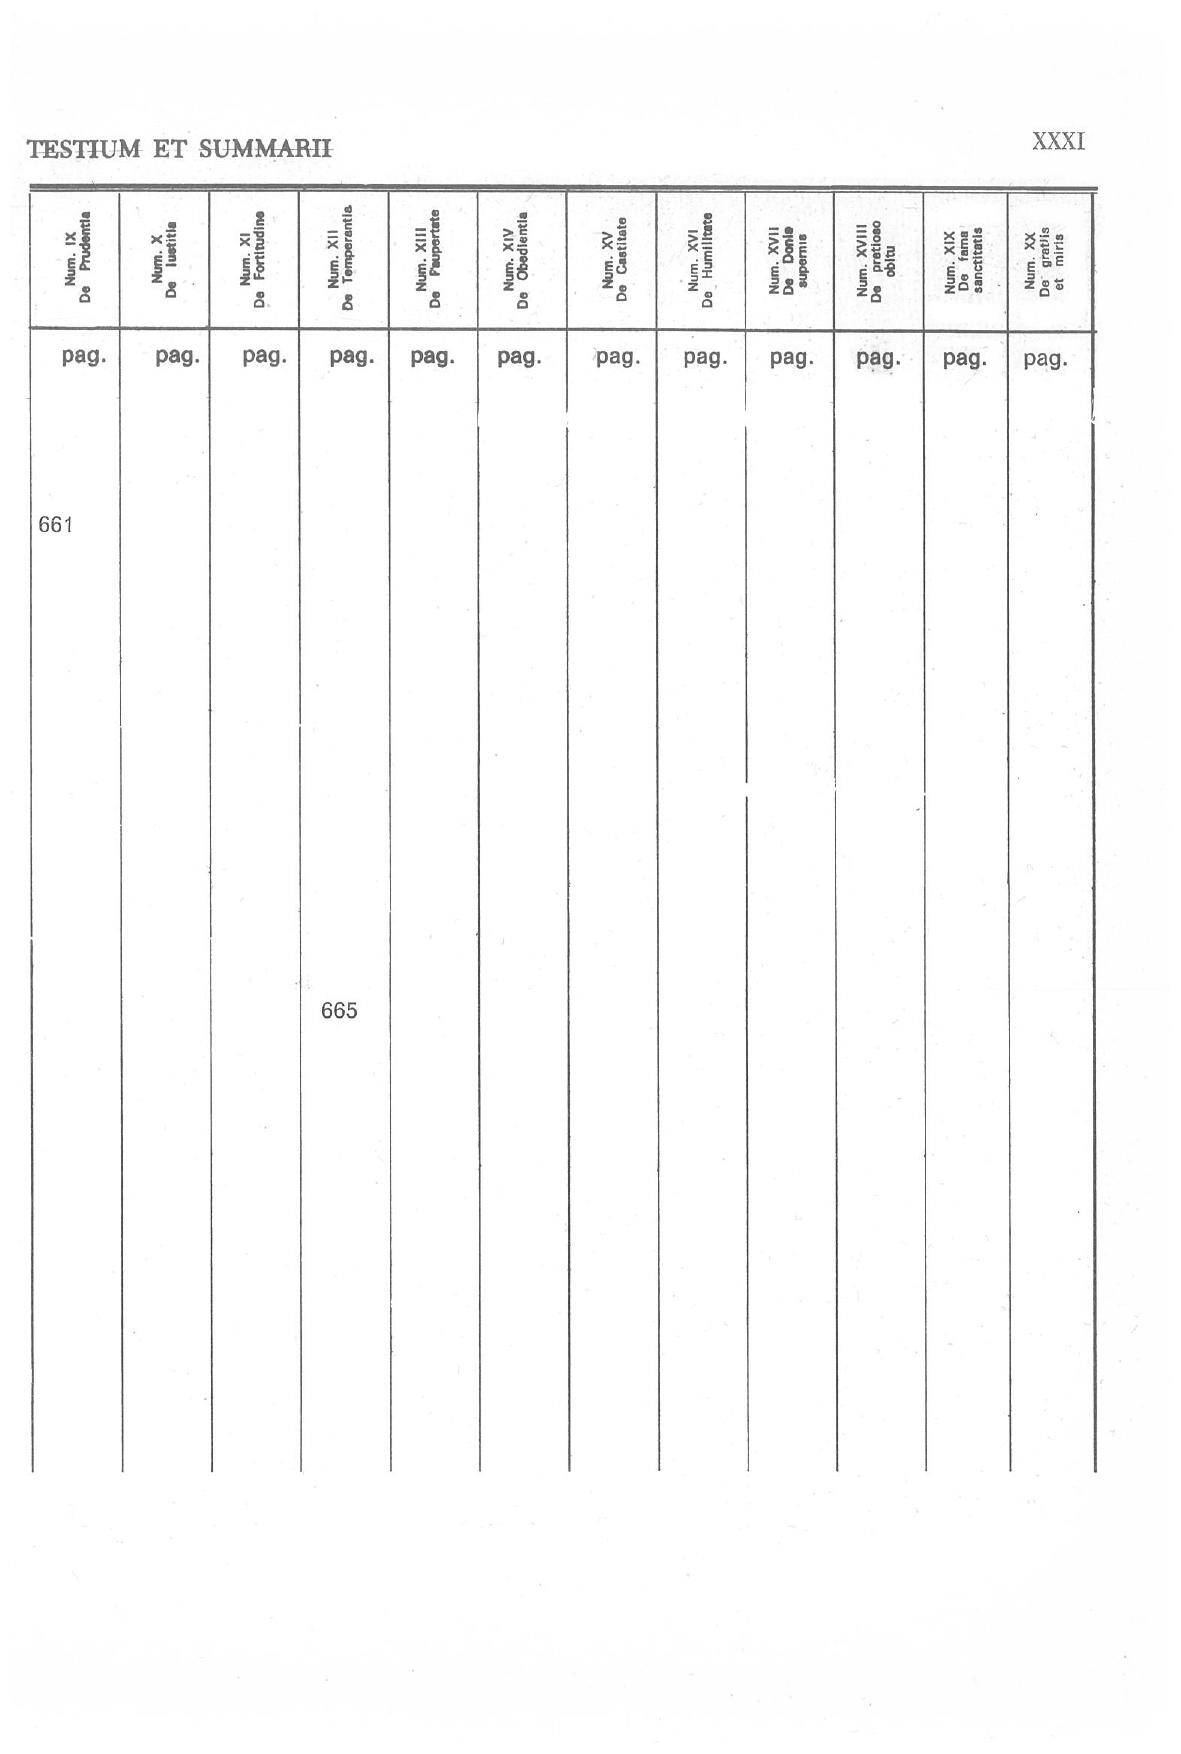 TESTIUM ET SUMMARII
XXXI
Num. IX
De Prudentia
Num. X
De Iustitia
Num. XI
De Fortitudine
Num. XII
De Temperantia
Num. XIII
De Paupertate
Num. XIV
De Obedientia
Num. XV
De Castitate
Num. XVI
De Humilitate
Num. XVII
De Donis
supernis
Num. XVIII
De pretioso
obitu
Num. XIX
De fama
sanctitatis
Num. XX
De gratiis
et miris
pag. pag. pag. pag. pag. pag. pag. pag. pag. pag. pag. pag.
661
665